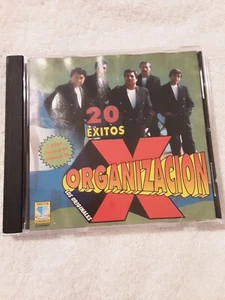 20
ÉXITOS
X
ORGANIZACION
LOS ORIGINALES